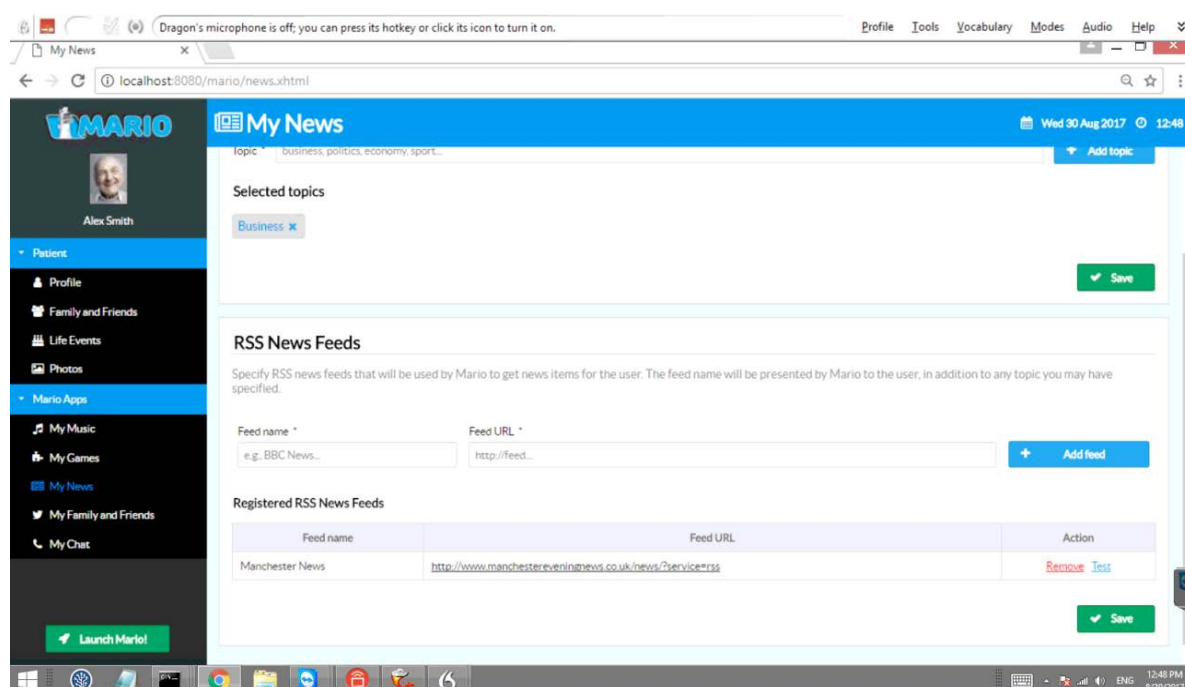 Dragon's microphone is off; you can press its hotkey or click its icon to turn it on.
Profile Tools Vocabulary Modes Audio Help
My News
localhost:8080/mario/news.xhtml
MARIO
My News
Wed 30 Aug 2017 12:48
Topic * business, politics, economy, sport...
Add topic
Selected topics
Alex Smith
Business
Patient
Profile
Save
Family and Friends
Life Events
RSS News Feeds
Photos
Specify RSS news feeds that will be used by Mario to get news items for the user. The feed name will be presented by Mario to the user, in addition to any topic you may have
specified.
Mario Apps
My Music
Feed name * Feed URL *
My Games
e.g. BBC News... http://feed... Add feed
My News
Registered RSS News Feeds
My Family and Friends
Feed name Feed URL Action
My Chat
Manchester News http://www.manchestereveningnews.co.uk/news/?service=rss Remove Test
Save
Launch Mario!
ENG 12:48 PM